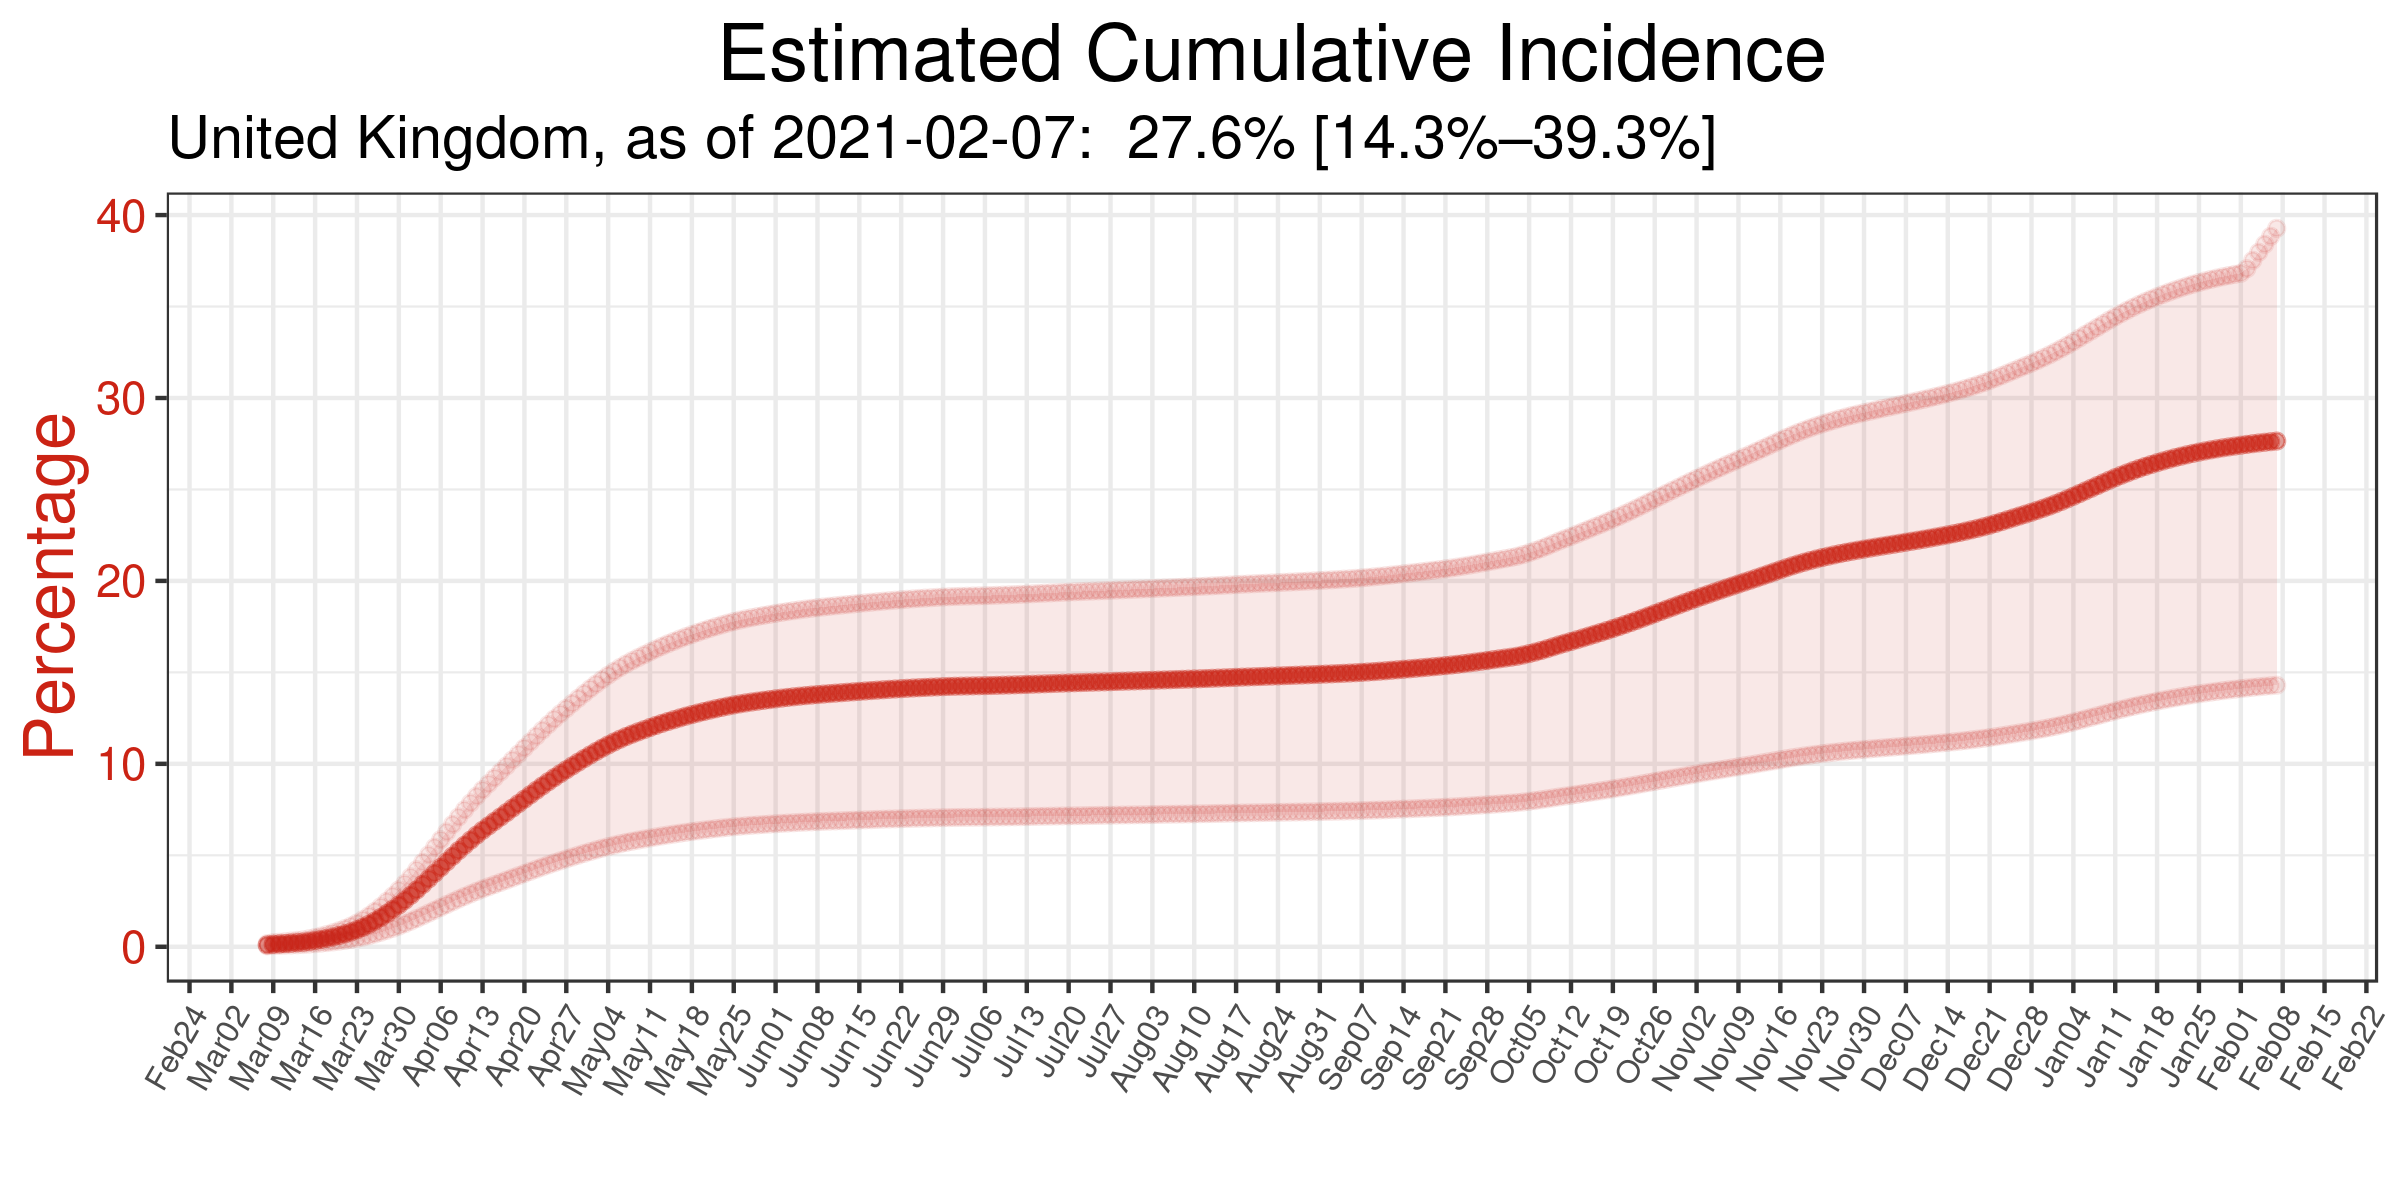 Estimated Cumulative Incidence
United Kingdom, as of 2021-02-07:  27.6% [14.3%–39.3%]
Percentage
40
30
20
10
0
Feb24
Mar02
Mar09
Mar16
Mar23
Mar30
Apr06
Apr13
Apr20
Apr27
May04
May11
May18
May25
Jun01
Jun08
Jun15
Jun22
Jun29
Jul06
Jul13
Jul20
Jul27
Aug03
Aug10
Aug17
Aug24
Aug31
Sep07
Sep14
Sep21
Sep28
Oct05
Oct12
Oct19
Oct26
Nov02
Nov09
Nov16
Nov23
Nov30
Dec07
Dec14
Dec21
Dec28
Jan04
Jan11
Jan18
Jan25
Feb01
Feb08
Feb15
Feb22